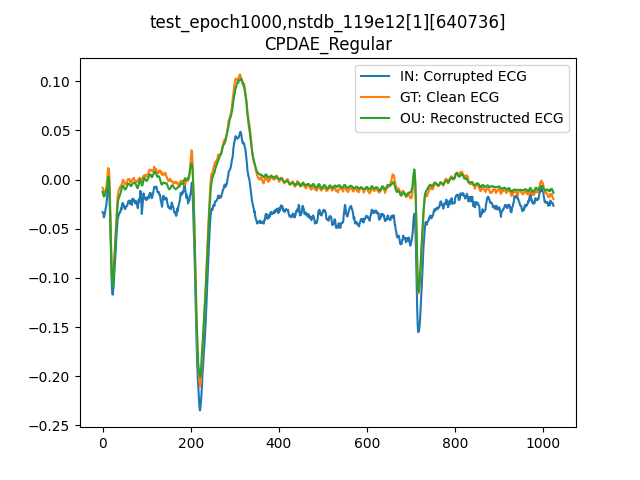 test_epoch1000,nstdb_119e12[1][640736]
CPDAE_Regular
IN: Corrupted ECG
GT: Clean ECG
OU: Reconstructed ECG
0.10
0.05
0.00
−0.05
−0.10
−0.15
−0.20
−0.25
0 200 400 600 800 1000